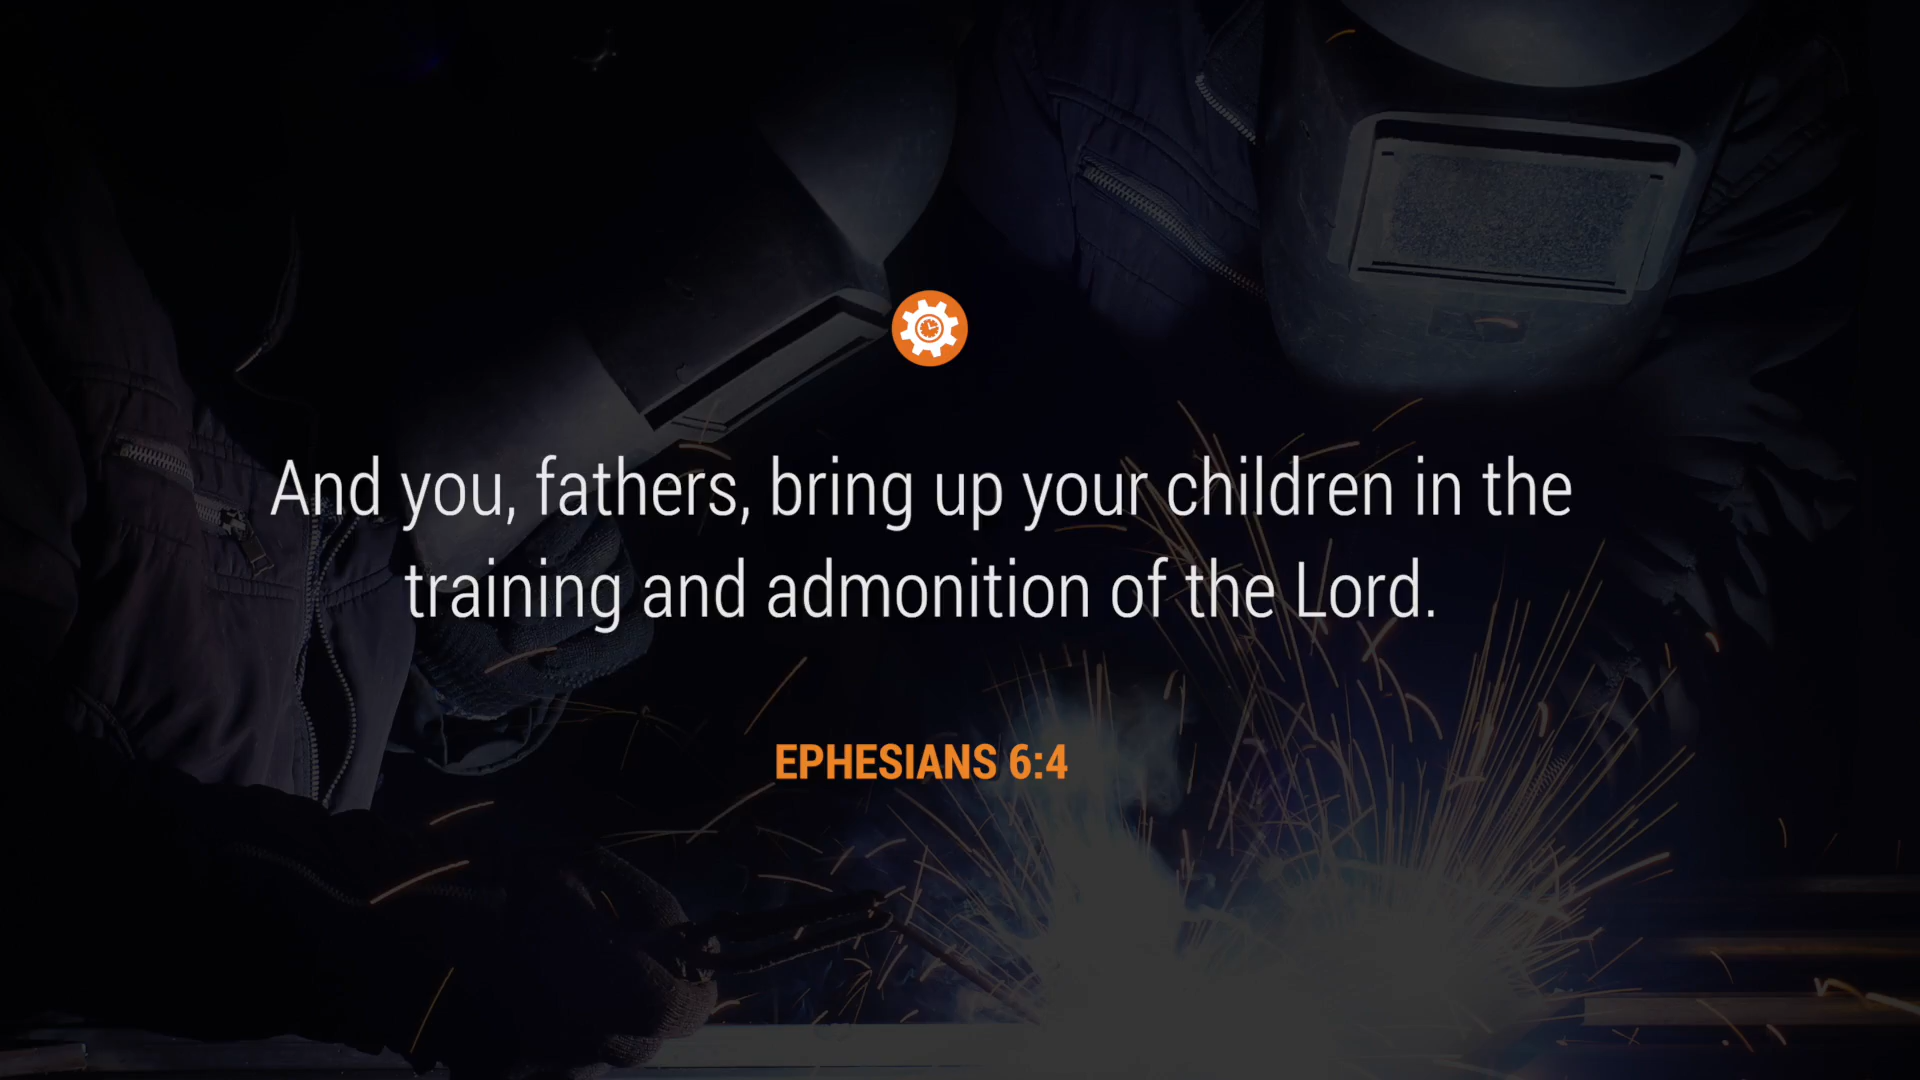 And you, fathers, bring up your children in the
training and admonition of the Lord.
EPHESIANS 6:4